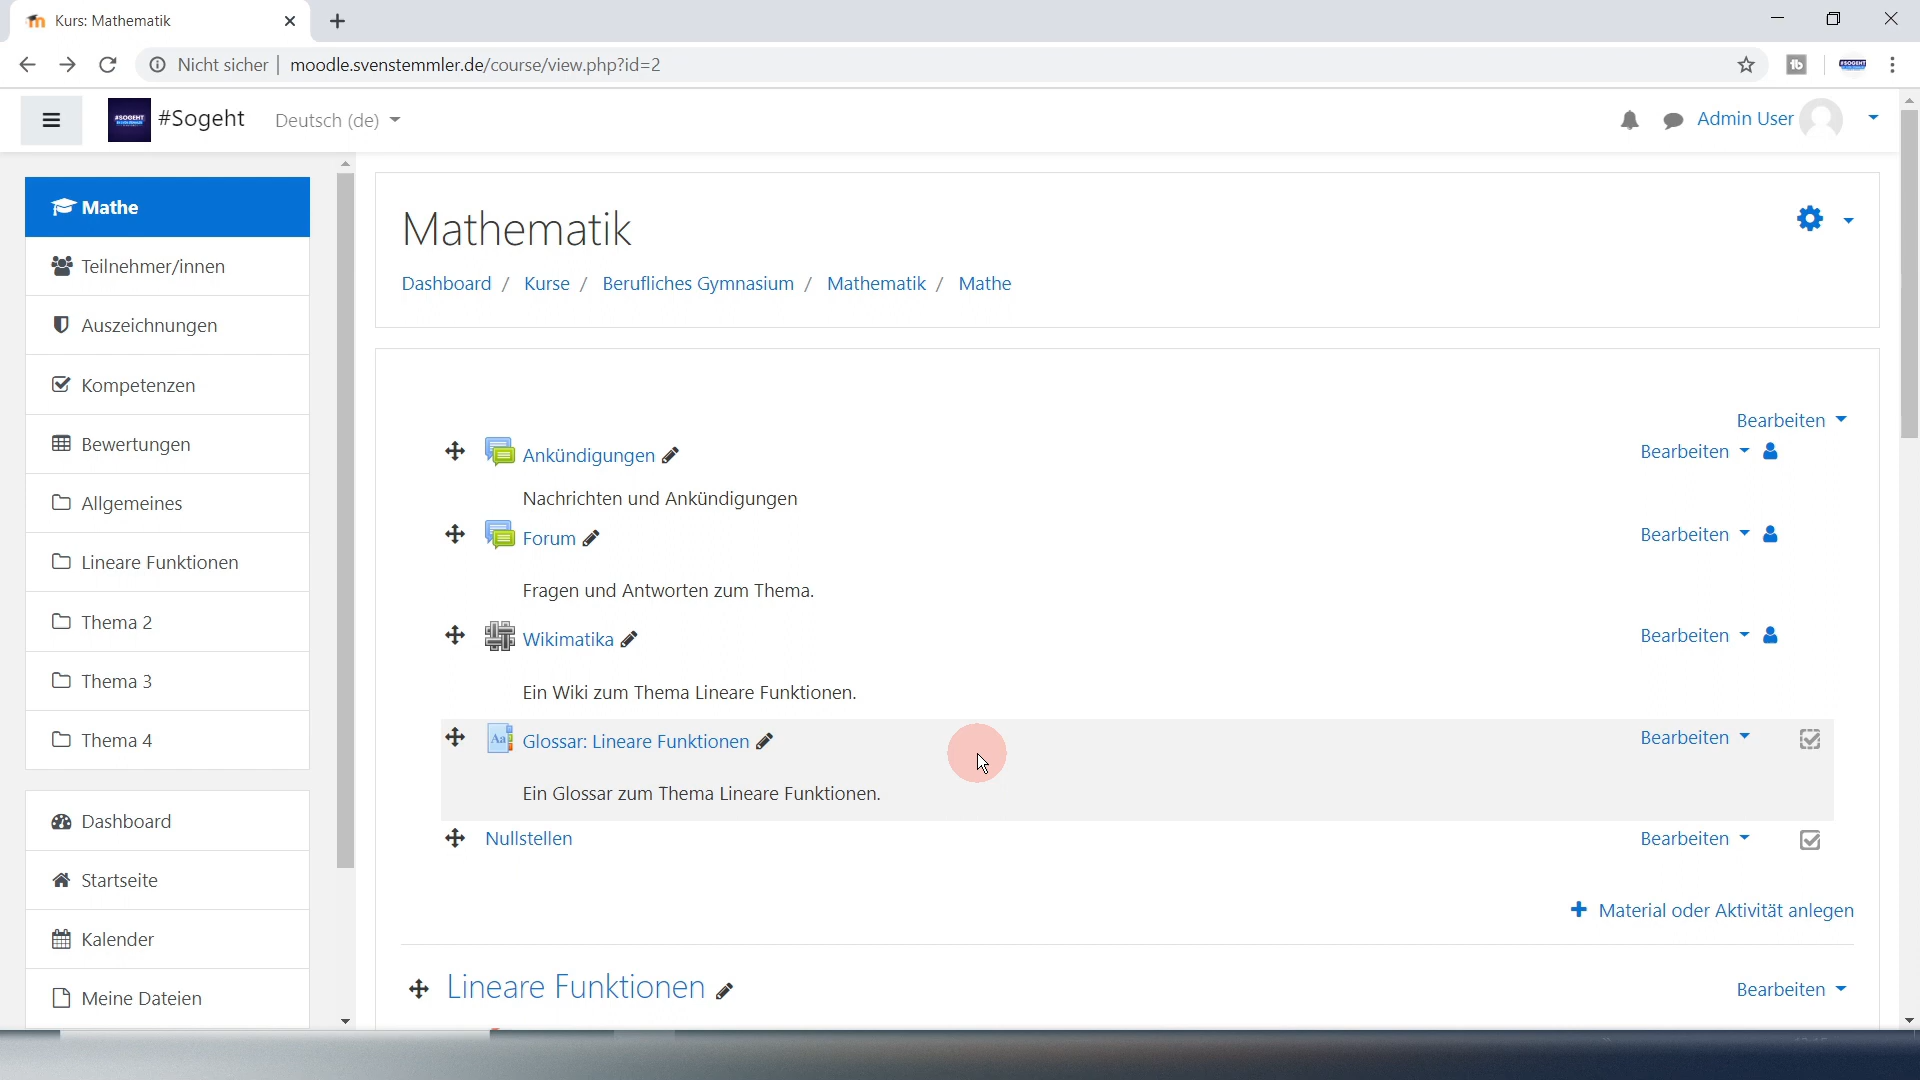 Kurs: Mathematik
Nicht sicher moodle.svenstemmler.de/course/view.php?id=2
#SOGEHT
#SOGEHT
#Sogeht
Deutsch (de)
Admin User
Mathe
Teilnehmer/innen
Auszeichnungen
Kompetenzen
Bewertungen
Allgemeines
Lineare Funktionen
Thema 2
Thema 3
Thema 4
Dashboard
Startseite
Kalender
Meine Dateien
Mathematik
Dashboard / Kurse / Berufliches Gymnasium / Mathematik / Mathe
Bearbeiten
Ankündigungen
Bearbeiten
Nachrichten und Ankündigungen
Forum
Bearbeiten
Fragen und Antworten zum Thema.
Wikimatika
Bearbeiten
Ein Wiki zum Thema Lineare Funktionen.
Aa
Glossar: Lineare Funktionen
Bearbeiten
Ein Glossar zum Thema Lineare Funktionen.
Nullstellen
Bearbeiten
Material oder Aktivität anlegen
Lineare Funktionen
Bearbeiten